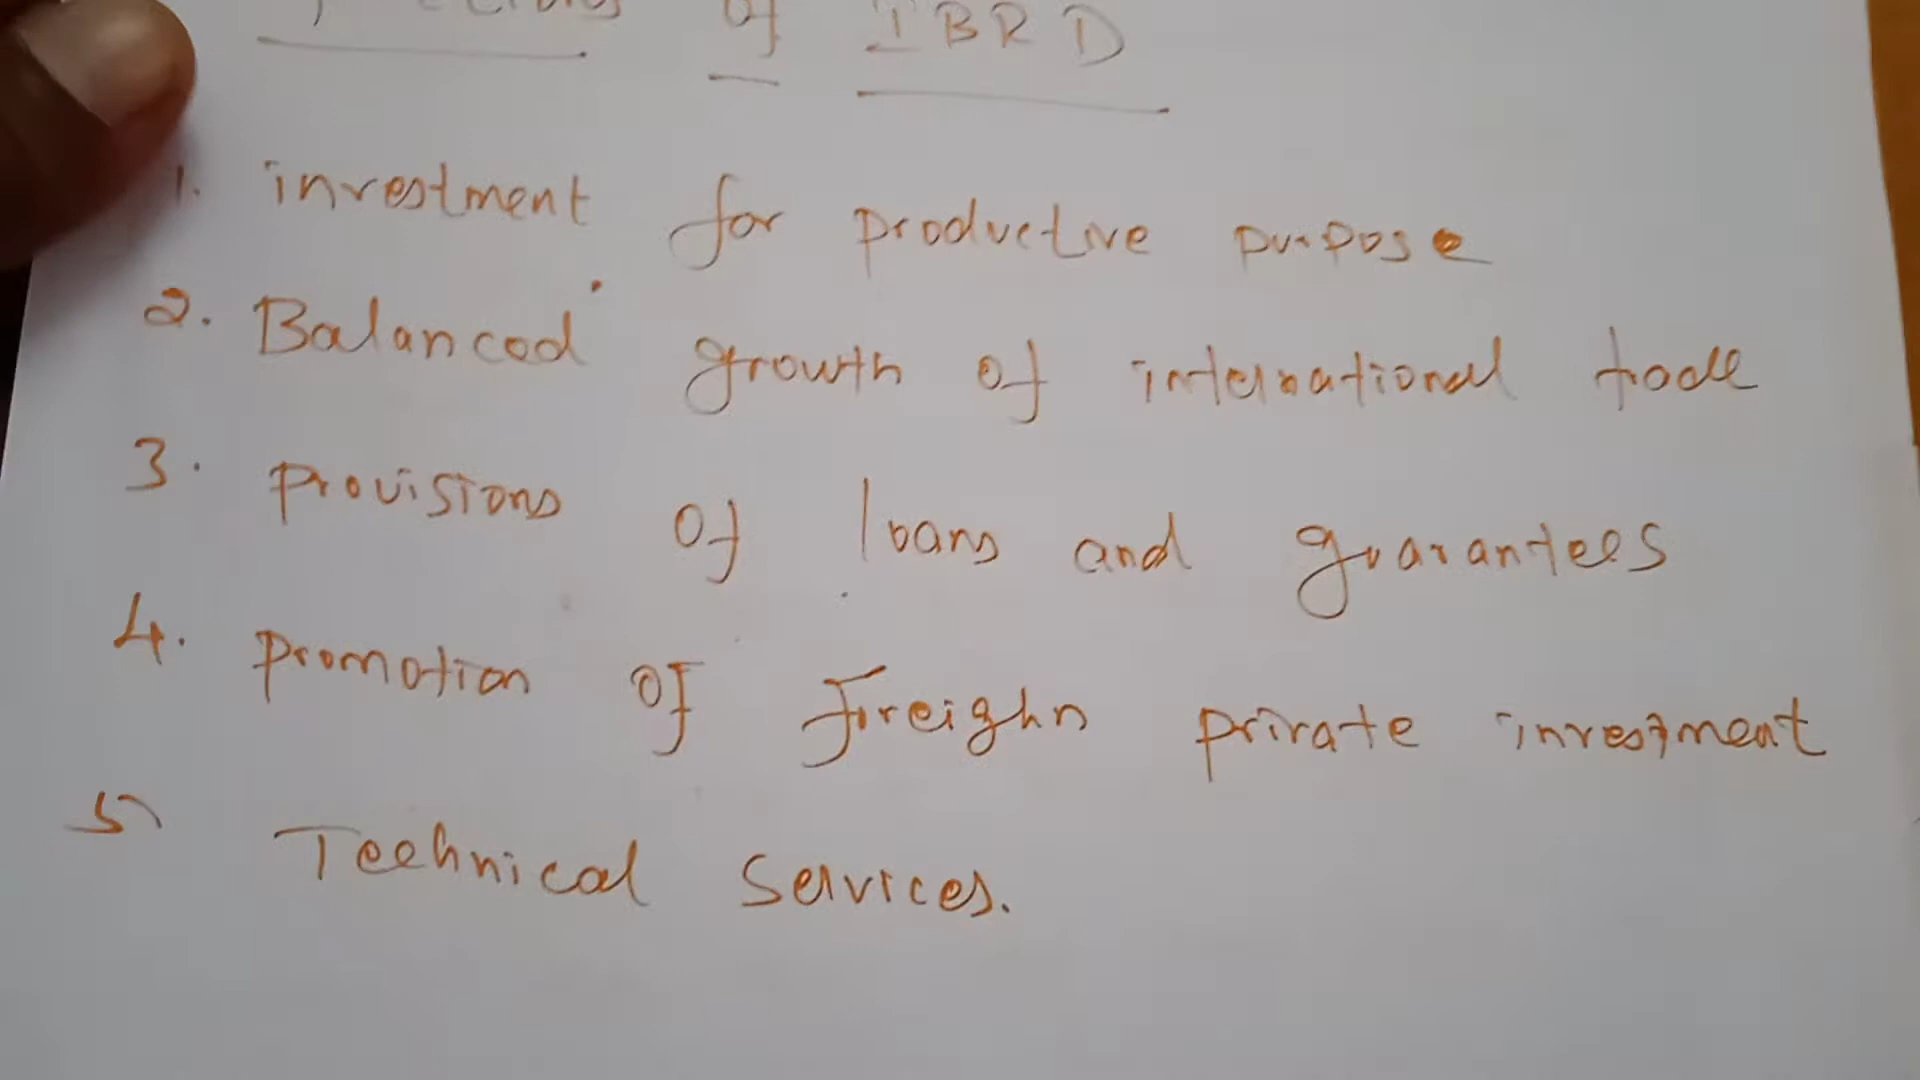 of IBRD
1. investment for productive purpose
2. Balanced growth of international trade
3. provisions of loans and guarantees
4. promotion of foreighn private investment
5) Technical Services.